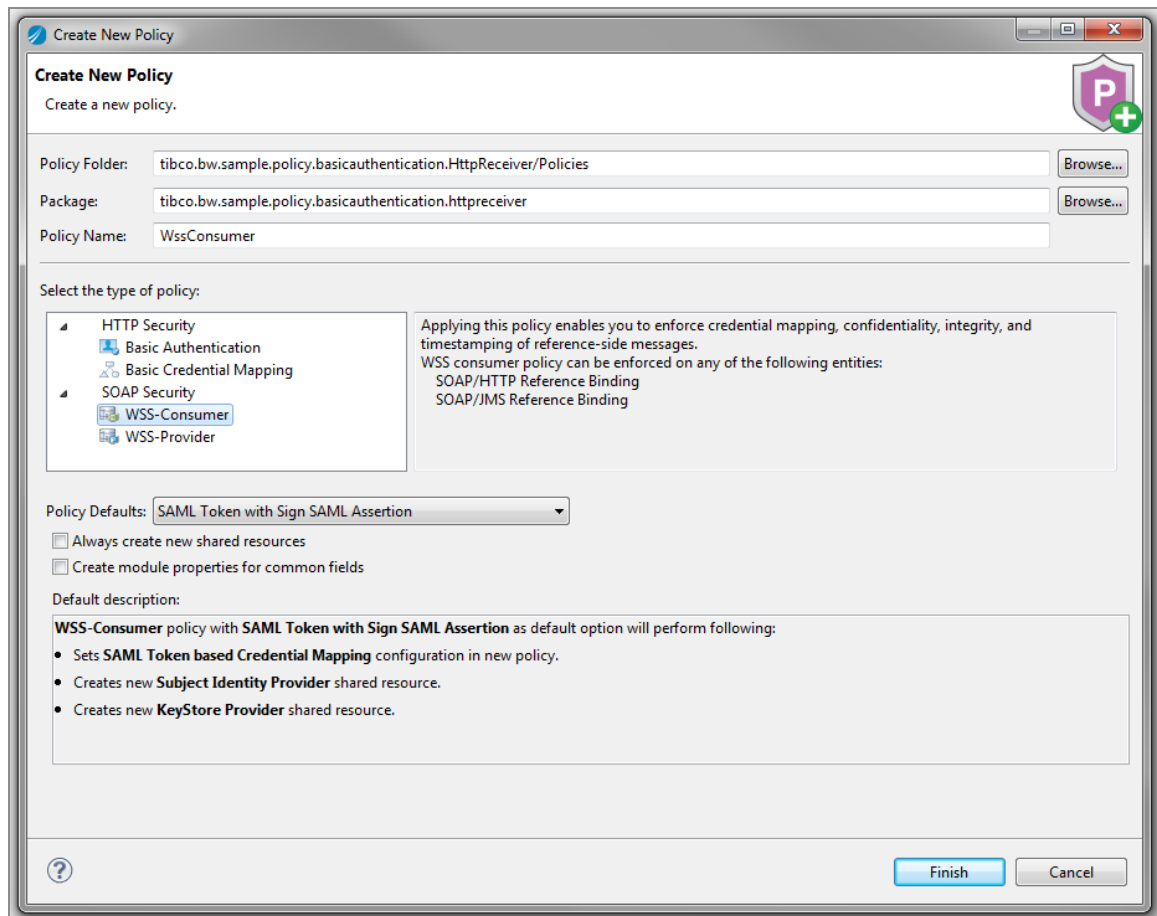 Create New Policy
Create New Policy
Create a new policy.
P
Policy Folder: tibco.bw.sample.policy.basicauthentication.HttpReceiver/Policies Browse...
Package: tibco.bw.sample.policy.basicauthentication.httpreceiver Browse...
Policy Name: WssConsumer
Select the type of policy:
HTTP Security
Basic Authentication
Basic Credential Mapping
SOAP Security
WSS-Consumer
WSS-Provider
Applying this policy enables you to enforce credential mapping, confidentiality, integrity, and
timestamping of reference-side messages.
WSS consumer policy can be enforced on any of the following entities:
SOAP/HTTP Reference Binding
SOAP/JMS Reference Binding
Policy Defaults: SAML Token with Sign SAML Assertion
Always create new shared resources
Create module properties for common fields
Default description:
WSS-Consumer policy with SAML Token with Sign SAML Assertion as default option will perform following:
• Sets SAML Token based Credential Mapping configuration in new policy.
• Creates new Subject Identity Provider shared resource.
• Creates new KeyStore Provider shared resource.
? Finish Cancel